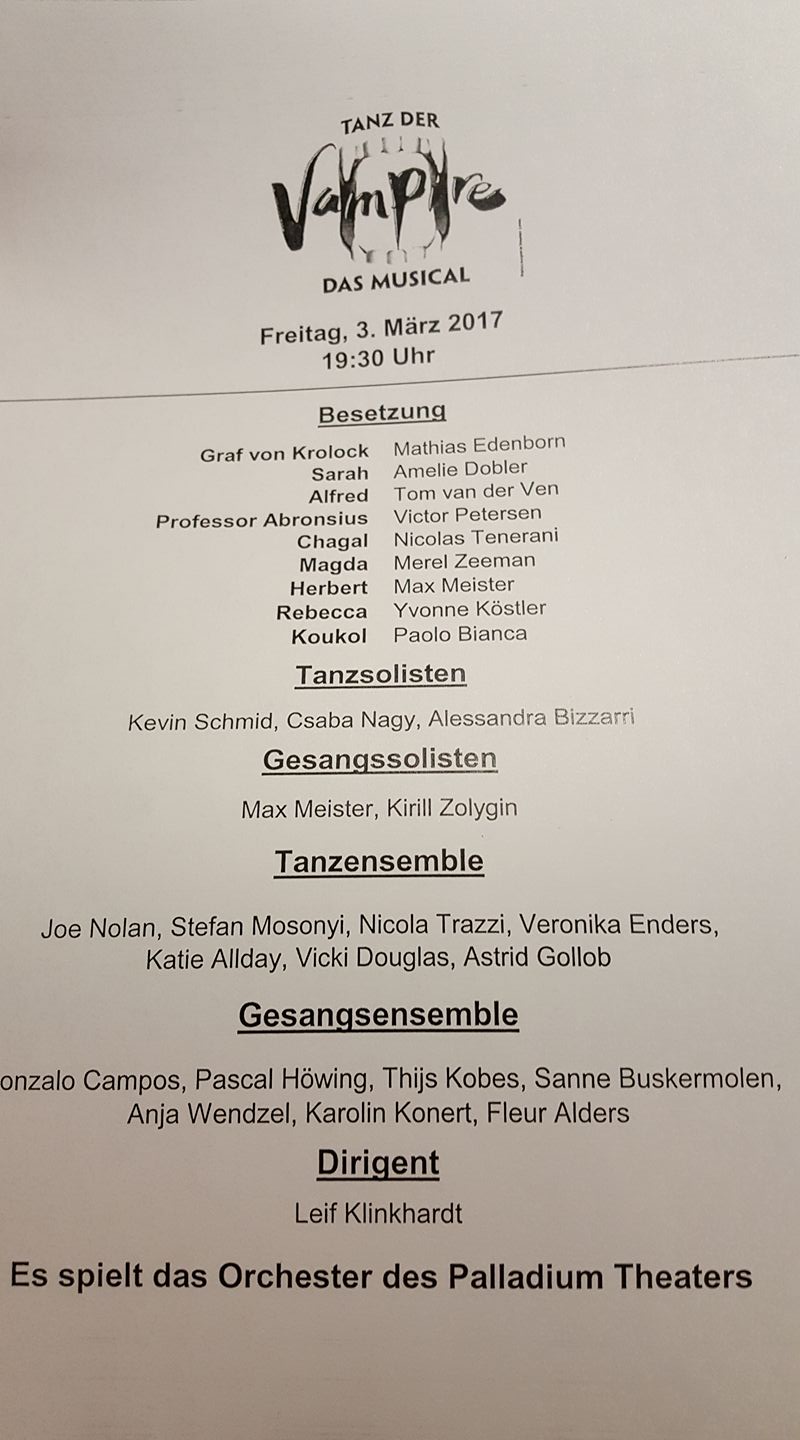 TANZ DER
Vampire
DAS MUSICAL
Freitag, 3. März 2017
19:30 Uhr
Besetzung
Graf von Krolock Mathias Edenborn
Sarah Amelie Dobler
Alfred Tom van der Ven
Professor Abronsius Victor Petersen
Chagal Nicolas Tenerani
Magda Merel Zeeman
Herbert Max Meister
Rebecca Yvonne Köstler
Koukol Paolo Bianca
Tanzsolisten
Kevin Schmid, Csaba Nagy, Alessandra Bizzarri
Gesangssolisten
Max Meister, Kirill Zolygin
Tanzensemble
Joe Nolan, Stefan Mosonyi, Nicola Trazzi, Veronika Enders,
Katie Allday, Vicki Douglas, Astrid Gollob
Gesangsensemble
onzalo Campos, Pascal Höwing, Thijs Kobes, Sanne Buskermolen,
Anja Wendzel, Karolin Konert, Fleur Alders
Dirigent
Leif Klinkhardt
Es spielt das Orchester des Palladium Theaters